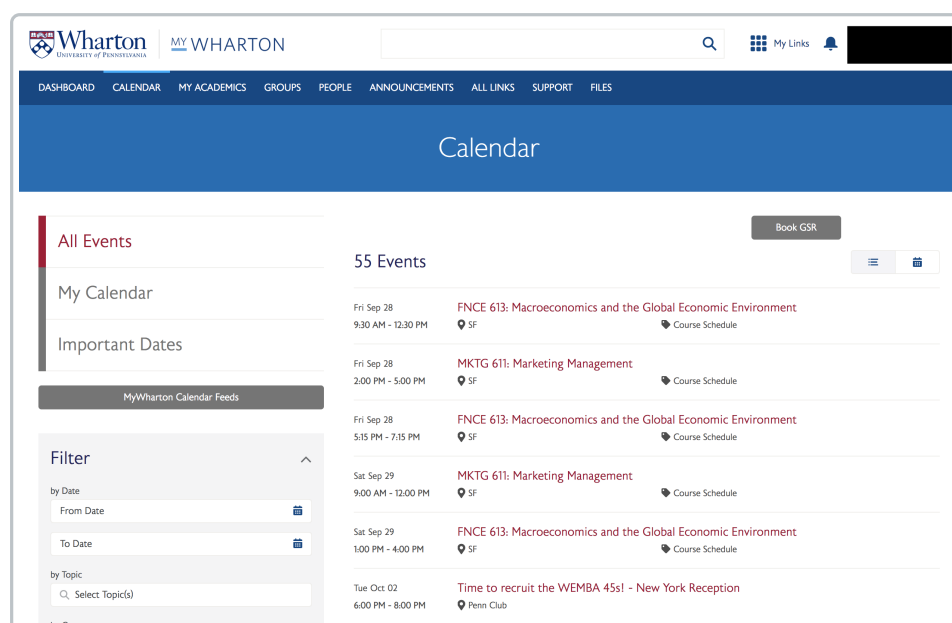 Wharton
UNIVERSITY of PENNSYLVANIA
MY WHARTON
My Links
DASHBOARD CALENDAR MY ACADEMICS GROUPS PEOPLE ANNOUNCEMENTS ALL LINKS SUPPORT FILES
Calendar
All Events
My Calendar
Important Dates
MyWharton Calendar Feeds
Filter
by Date
From Date
To Date
by Topic
Select Topic(s)
Book GSR
55 Events
Fri Sep 28 FNCE 613: Macroeconomics and the Global Economic Environment
9:30 AM - 12:30 PM SF Course Schedule
Fri Sep 28 MKTG 611: Marketing Management
2:00 PM - 5:00 PM SF Course Schedule
Fri Sep 28 FNCE 613: Macroeconomics and the Global Economic Environment
5:15 PM - 7:15 PM SF Course Schedule
Sat Sep 29 MKTG 611: Marketing Management
9:00 AM - 12:00 PM SF Course Schedule
Sat Sep 29 FNCE 613: Macroeconomics and the Global Economic Environment
1:00 PM - 4:00 PM SF Course Schedule
Tue Oct 02 Time to recruit the WEMBA 45s! - New York Reception
6:00 PM - 8:00 PM Penn Club